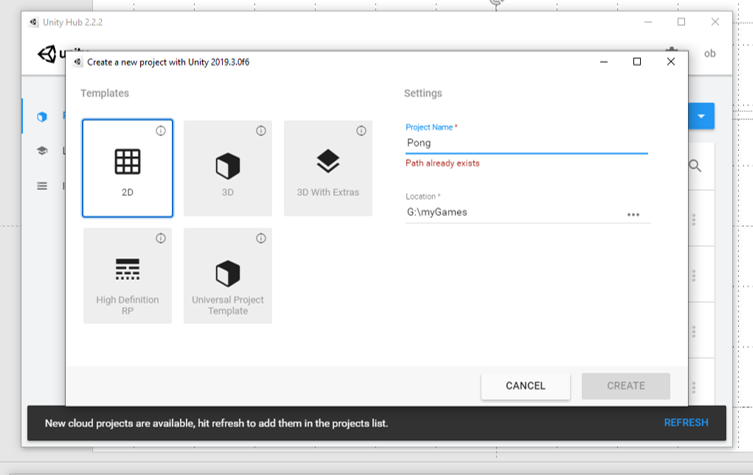 Unity Hub 2.2.2
ob
Create a new project with Unity 2019.3.0f6
Templates
Settings
2D
3D
3D With Extras
High Definition
RP
Universal Project
Template
Project Name *
Pong
Path already exists
Location *
G:\myGames
...
CANCEL
CREATE
New cloud projects are available, hit refresh to add them in the projects list.
REFRESH